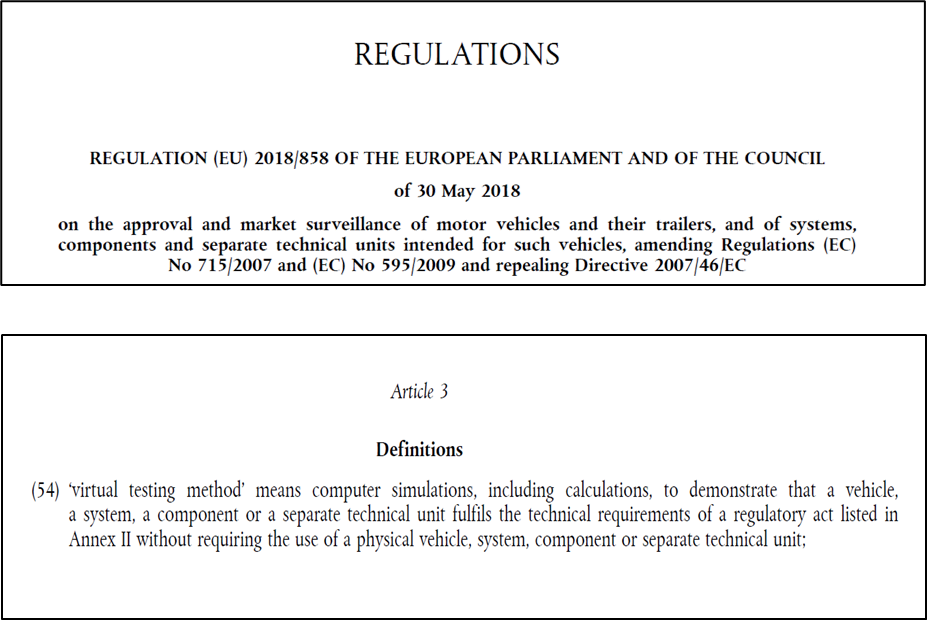 REGULATIONS
REGULATION (EU) 2018/858 OF THE EUROPEAN PARLIAMENT AND OF THE COUNCIL
of 30 May 2018
on the approval and market surveillance of motor vehicles and their trailers, and of systems,
components and separate technical units intended for such vehicles, amending Regulations (EC)
No 715/2007 and (EC) No 595/2009 and repealing Directive 2007/46/EC
Article 3
Definitions
(54) ‘virtual testing method’ means computer simulations, including calculations, to demonstrate that a vehicle,
a system, a component or a separate technical unit fulfils the technical requirements of a regulatory act listed in
Annex II without requiring the use of a physical vehicle, system, component or separate technical unit;